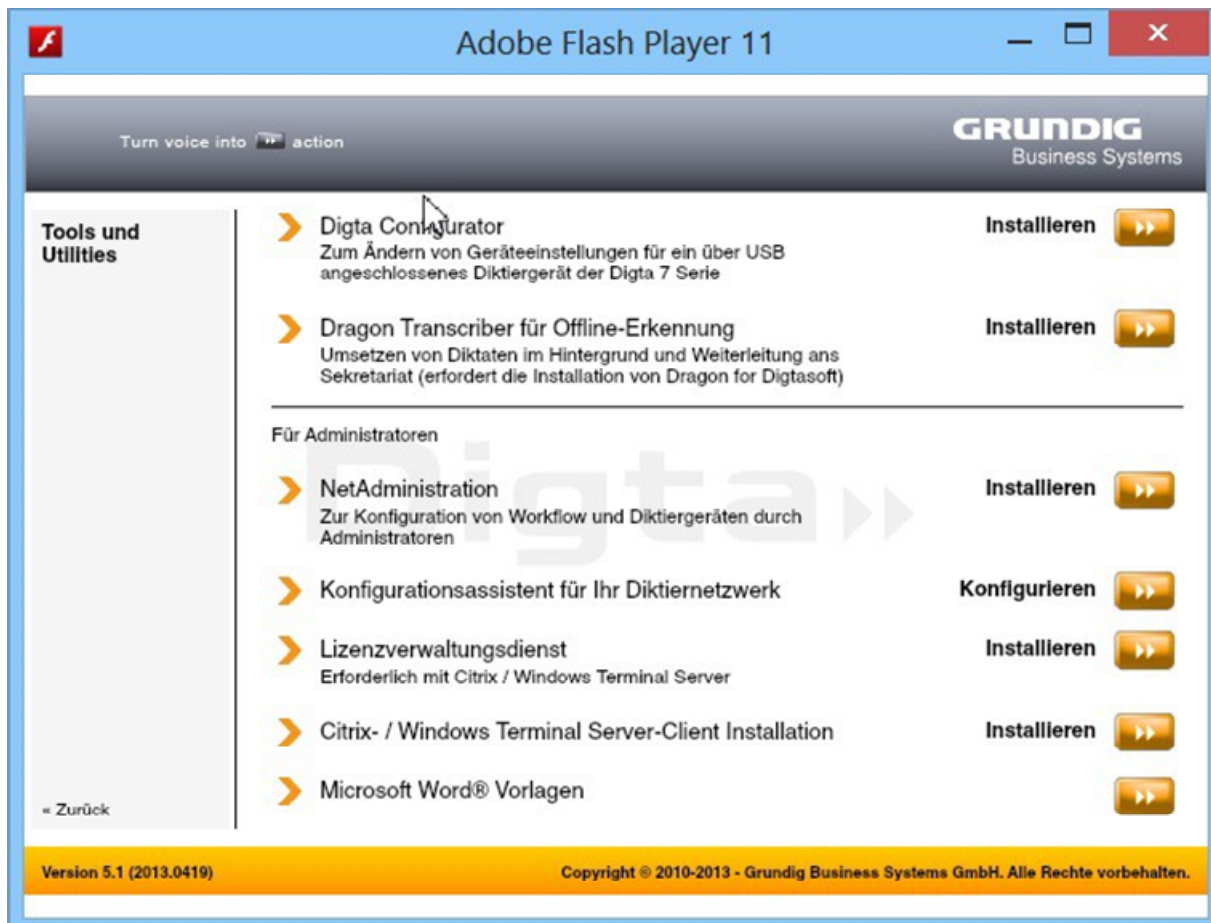 Adobe Flash Player 11
Turn voice into action
GRUNDIG
Business Systems
Tools und
Utilities
Digta Configurator
Installieren
Zum Ändern von Geräteeinstellungen für ein über USB
angeschlossenes Diktiergerät der Digta 7 Serie
Dragon Transcriber für Offline-Erkennung
Installieren
Umsetzen von Diktaten im Hintergrund und Weiterleitung ans
Sekretariat (erfordert die Installation von Dragon for Digtasoft)
Für Administratoren
Digta
NetAdministration
Installieren
Zur Konfiguration von Workflow und Diktiergeräten durch
Administratoren
Konfigurationsassistent für Ihr Diktiernetzwerk
Konfigurieren
Lizenzverwaltungsdienst
Installieren
Erforderlich mit Citrix / Windows Terminal Server
Citrix- / Windows Terminal Server-Client Installation
Installieren
Microsoft Word® Vorlagen
« Zurück
Version 5.1 (2013.0419)
Copyright © 2010-2013 - Grundig Business Systems GmbH. Alle Rechte vorbehalten.